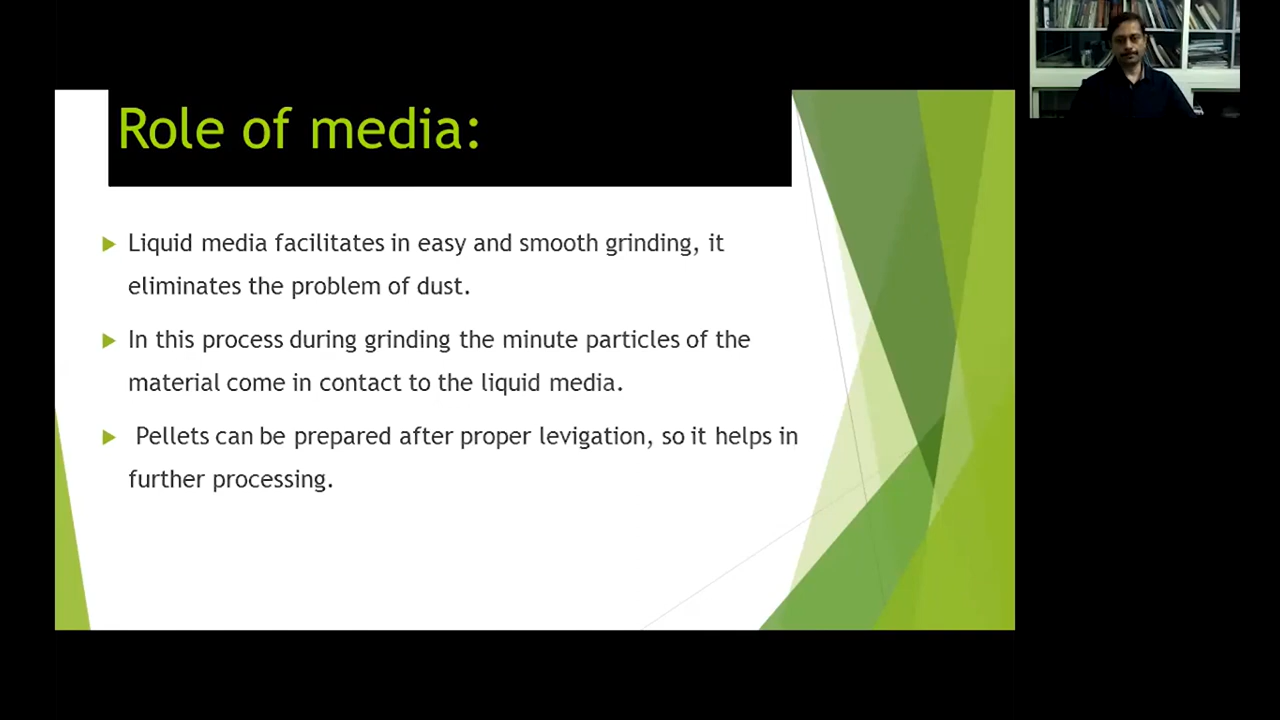 Role of media:
Liquid media facilitates in easy and smooth grinding, it
eliminates the problem of dust.
In this process during grinding the minute particles of the
material come in contact to the liquid media.
Pellets can be prepared after proper levigation, so it helps in
further processing.